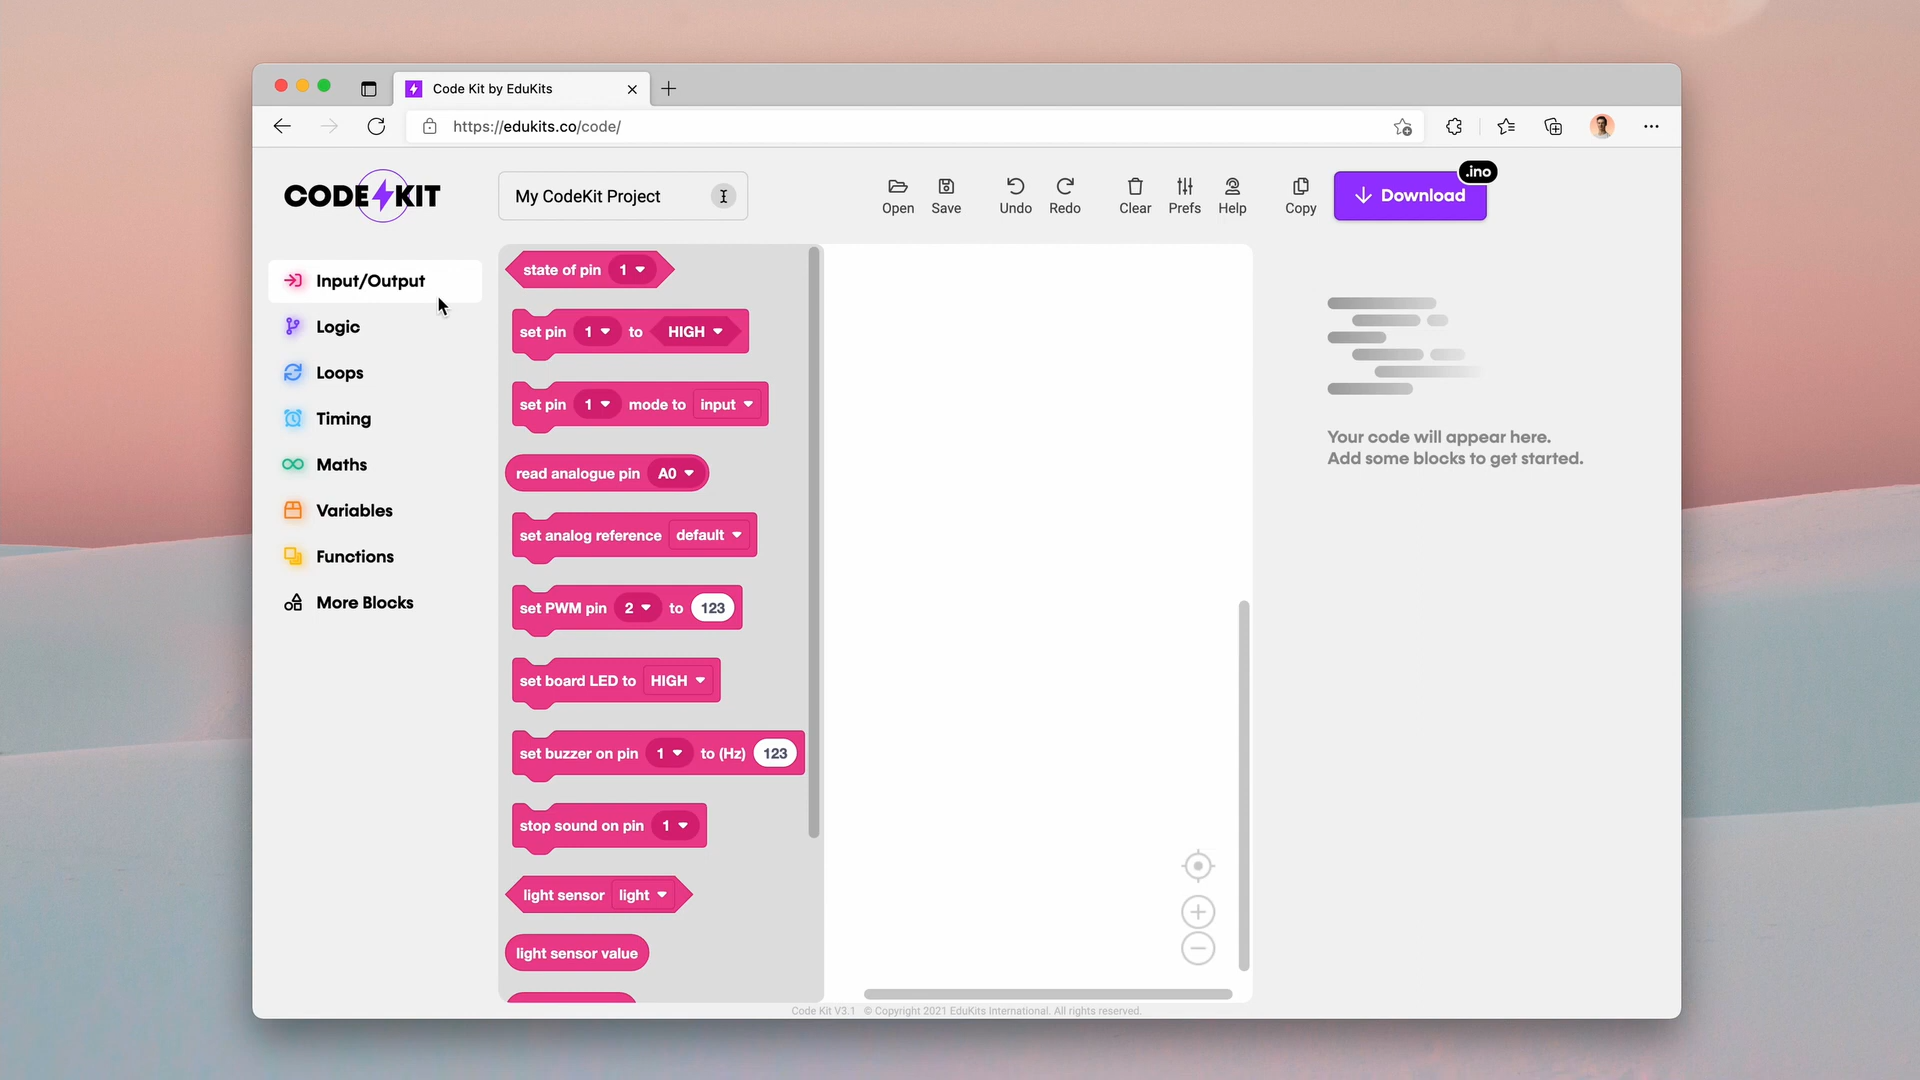 Code Kit by EduKits
https://edukits.co/code/
CODE KIT
My CodeKit Project
Open
Save
Undo
Redo
Clear
Prefs
Help
Copy
Download
.ino
Input/Output
Logic
Loops
Timing
Maths
Variables
Functions
More Blocks
state of pin 1
set pin 1 to HIGH
set pin 1 mode to input
read analogue pin A0
set analog reference default
set PWM pin 2 to 123
set board LED to HIGH
set buzzer on pin 1 to (Hz) 123
stop sound on pin 1
light sensor light
light sensor value
Your code will appear here.
Add some blocks to get started.
Code Kit V3.1 © Copyright 2021 EduKits International. All rights reserved.